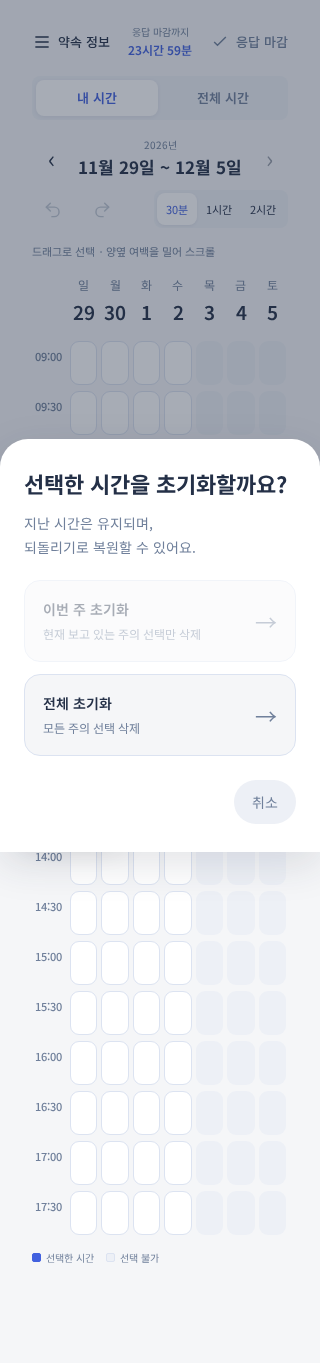 약속 정보
응답 마감까지
23시간 59분
응답 마감
내 시간
전체 시간
2026년
11월 29일 ~ 12월 5일
30분
1시간
2시간
드래그로 선택 · 양옆 여백을 밀어 스크롤
일 월 화 수 목 금 토
29 30 1 2 3 4 5
09:00
09:30
선택한 시간을 초기화할까요?
지난 시간은 유지되며,
되돌리기로 복원할 수 있어요.
이번 주 초기화
현재 보고 있는 주의 선택만 삭제
전체 초기화
모든 주의 선택 삭제
취소
14:00
14:30
15:00
15:30
16:00
16:30
17:00
17:30
선택한 시간
선택 불가